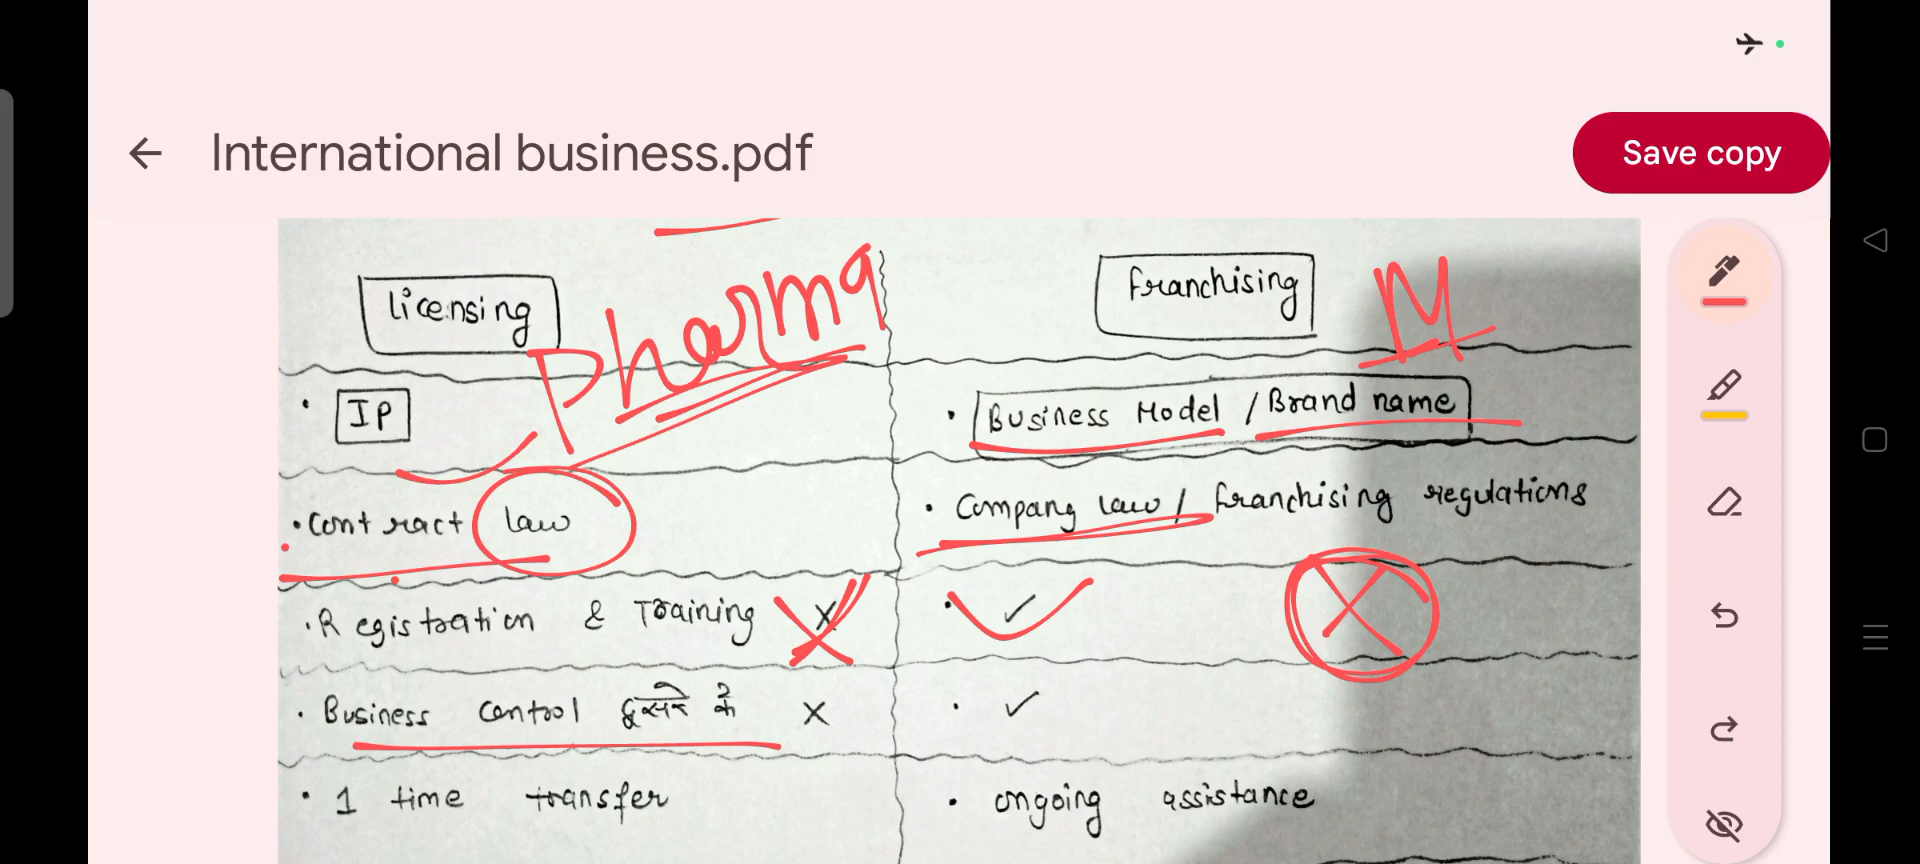 International business.pdf
Save copy
Licensing
Pharma
Franchising
M
• IP
• Business Model / Brand name
• Contract law
• Company law / franchising regulations
• Registration & Training X
• ✓
X
• Business control दूसरे के X
• ✓
• 1 time transfer
• ongoing assistance